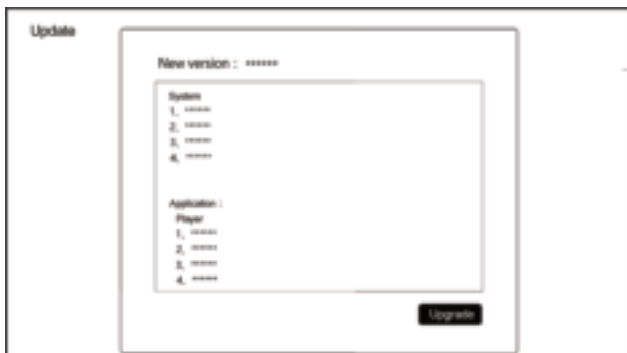 Update
New version : ******
System
1, ******
2, ******
3, ******
4, ******
Application :
Player
1, ******
2, ******
3, ******
4, ******
Upgrade